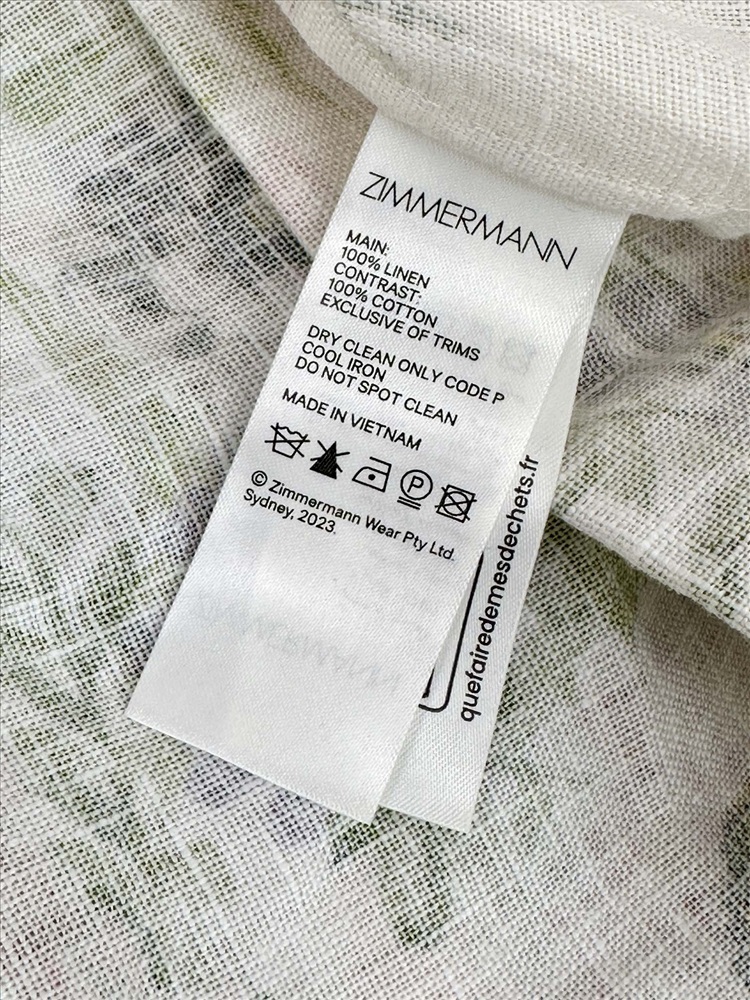 ZIMMERMANN
MAIN:
100% LINEN
CONTRAST:
100% COTTON
EXCLUSIVE OF TRIMS
DRY CLEAN ONLY CODE P
COOL IRON
DO NOT SPOT CLEAN
MADE IN VIETNAM
P
© Zimmermann Wear Pty Ltd.
Sydney, 2023.
quefairedemesdechets.fr
ZIMMERMANN